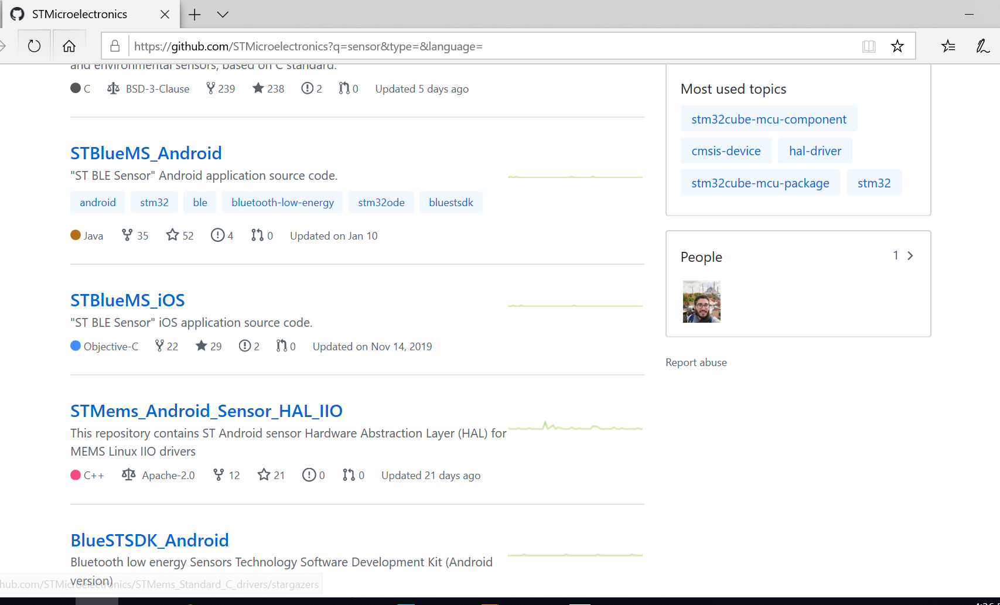 STMicroelectronics
https://github.com/STMicroelectronics?q=sensor&type=&language=
and environmental sensors, based on C standard.
C BSD-3-Clause 239 238 2 0 Updated 5 days ago
STBlueMS_Android
"ST BLE Sensor" Android application source code.
android stm32 ble bluetooth-low-energy stm32ode bluestsdk
Java 35 52 4 0 Updated on Jan 10
STBlueMS_iOS
"ST BLE Sensor" iOS application source code.
Objective-C 22 29 2 0 Updated on Nov 14, 2019
STMems_Android_Sensor_HAL_IIO
This repository contains ST Android sensor Hardware Abstraction Layer (HAL) for
MEMS Linux IIO drivers
C++ Apache-2.0 12 21 0 0 Updated 21 days ago
BlueSTSDK_Android
Bluetooth low energy Sensors Technology Software Development Kit (Android
version)
hub.com/STMicroelectronics/STMems_Standard_C_drivers/stargazers
Most used topics
stm32cube-mcu-component
cmsis-device hal-driver
stm32cube-mcu-package stm32
People 1
Report abuse